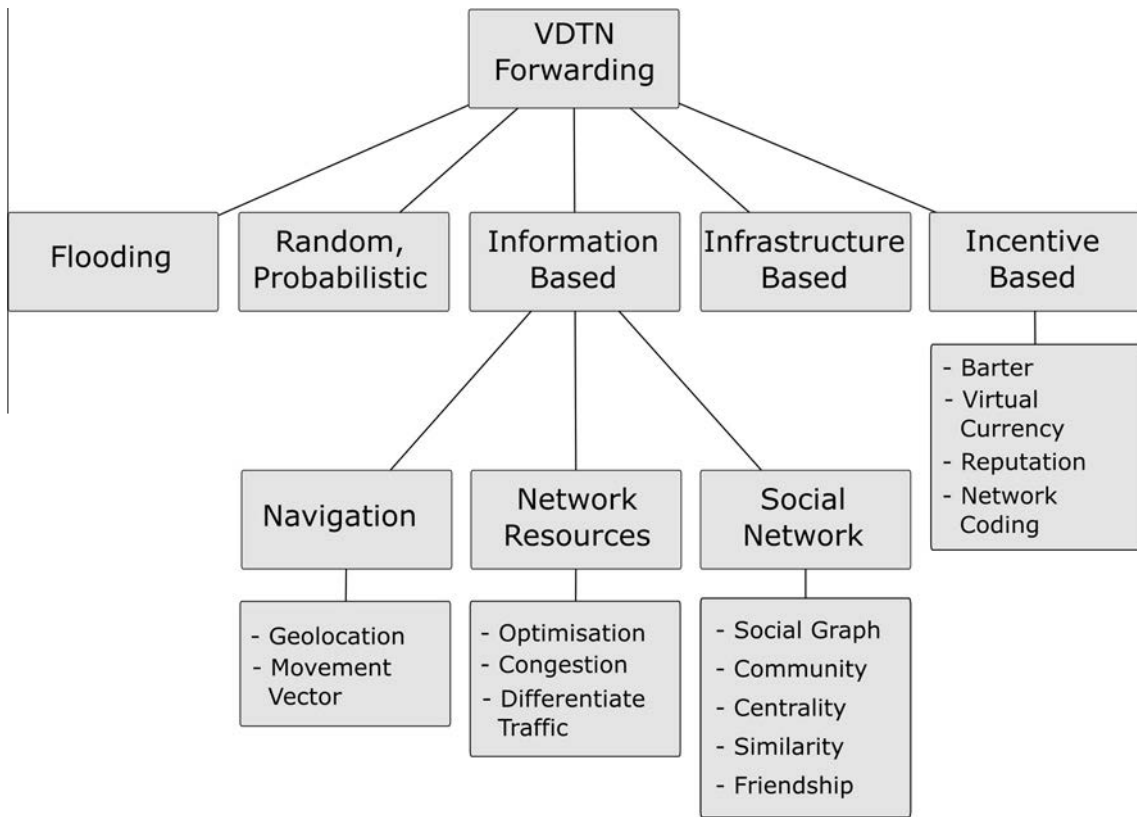 VDTN
Forwarding
Flooding
Random,
Probabilistic
Information
Based
Infrastructure
Based
Incentive
Based
- Barter
- Virtual
Currency
- Reputation
- Network
Coding
Navigation
Network
Resources
Social
Network
- Geolocation
- Movement
Vector
- Optimisation
- Congestion
- Differentiate
Traffic
- Social Graph
- Community
- Centrality
- Similarity
- Friendship